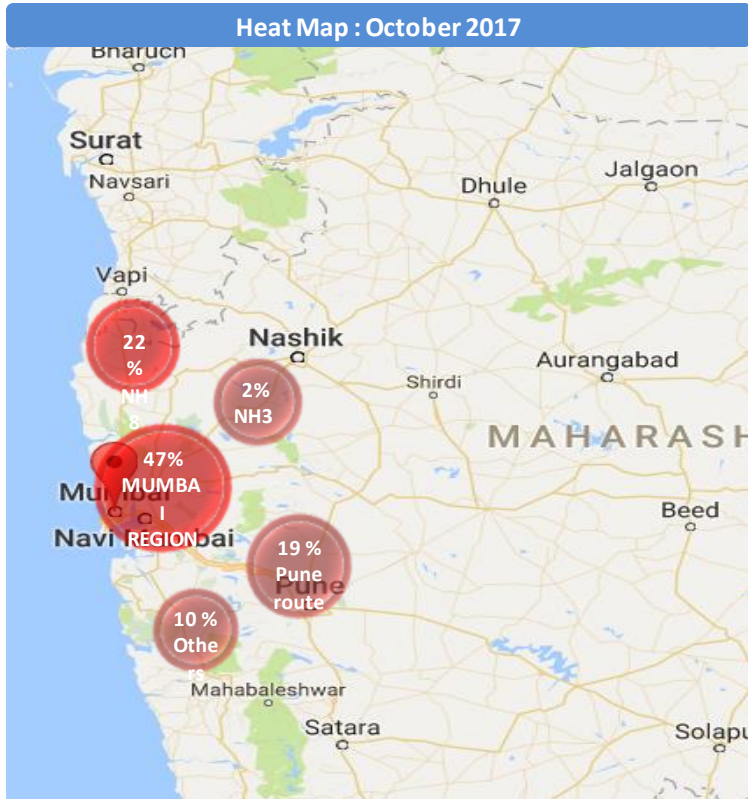 Heat Map : October 2017
Bharuch
Surat
Navsari
Dhule
Jalgaon
Vapi
22
%
NH
8
Nashik
2%
NH3
Shirdi
Aurangabad
MAHARASH
47%
MUMBA
I
REGION
Mumbai
Navi Mumbai
Beed
19 %
Pune
route
Pune
10 %
Othe
rs
Mahabaleshwar
Satara
Solapu